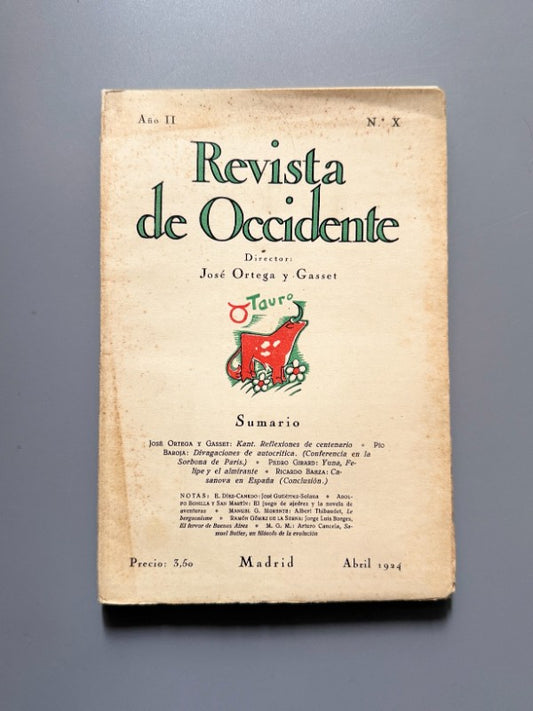 Año II N.º X
Revista
de Occidente
Director:
José Ortega y Gasset
Tauro
Sumario
José Ortega y Gasset: Kant. Reflexiones de centenario * Pío
Baroja: Divagaciones de autocrítica. (Conferencia en la
Sorbona de París.) * Pedro Girard: Yuna, Fe-
lipe y el almirante * Ricardo Baeza: Ca-
sanova en España (Conclusión.)
NOTAS: E. Díez-Canedo: José Gutiérrez-Solana * Adol-
fo Bonilla y San Martín: El juego de ajedrez y la novela de
aventuras * Manuel G. Morente: Albert Thibaudet, Le
bergsonisme * Ramón Gómez de la Serna: Jorge Luis Borges,
El fervor de Buenos Aires * M. G. M.: Arturo Cancela, Sa-
muel Butler, un filósofo de la evolución
Precio: 3,50 Madrid Abril 1924